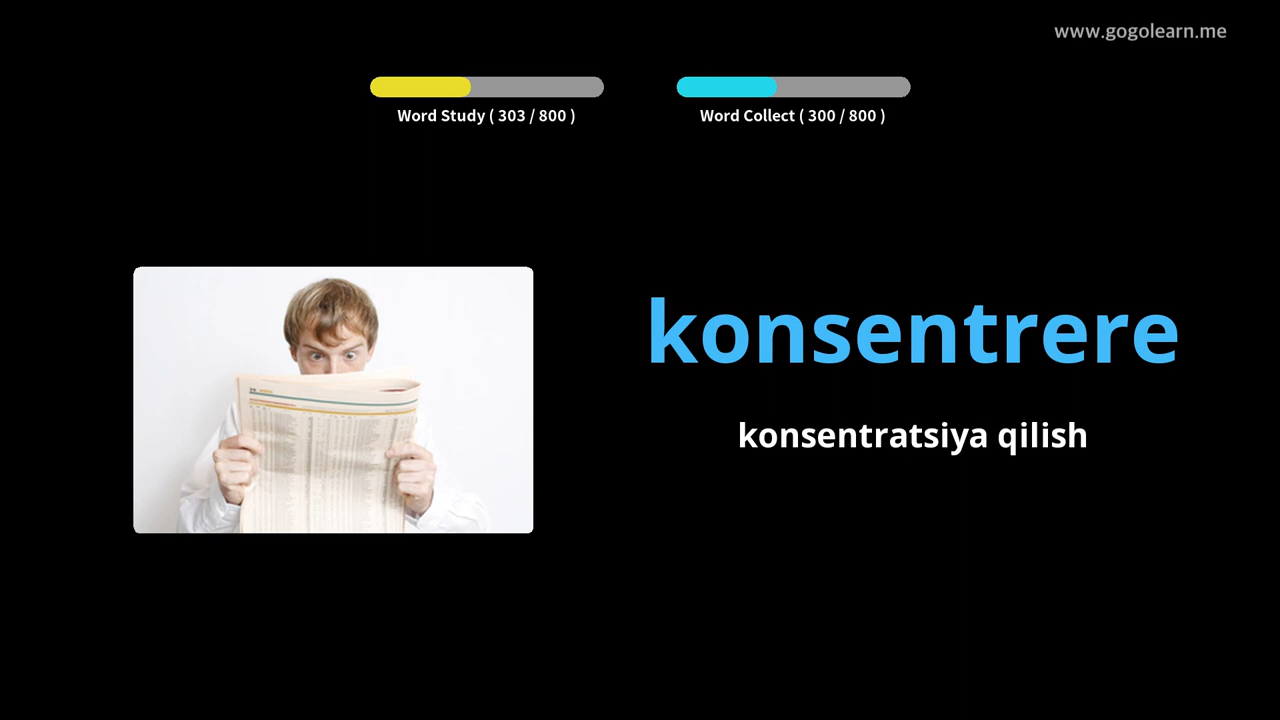 www.gogolearn.me
Word Study ( 303 / 800 )
Word Collect ( 300 / 800 )
konsentrere
konsentratsiya qilish